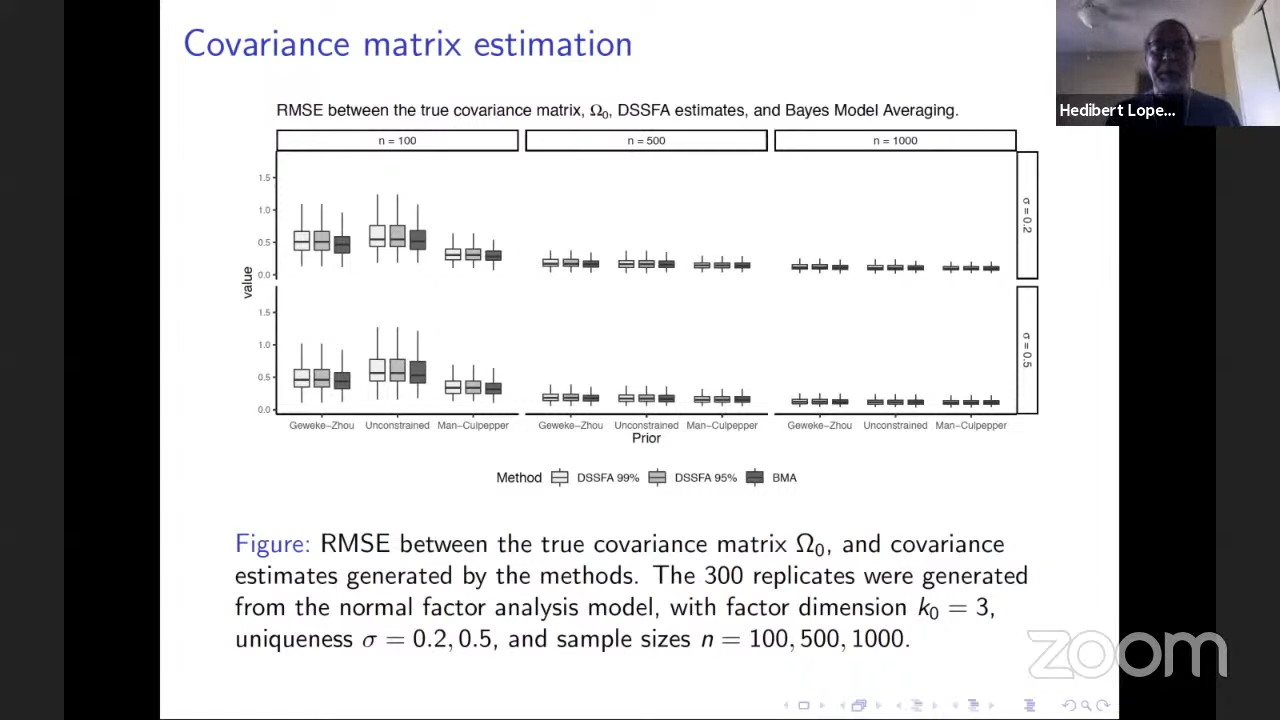 Covariance matrix estimation
Hedibert Lope...
RMSE between the true covariance matrix, Ω₀, DSSFA estimates, and Bayes Model Averaging.
n = 100 n = 500 n = 1000
1.5
1.0
0.5
0.0
σ = 0.2
value
1.5
1.0
0.5
0.0
σ = 0.5
Geweke-Zhou Unconstrained Man-Culpepper Geweke-Zhou Unconstrained Man-Culpepper Geweke-Zhou Unconstrained Man-Culpepper
Prior
Method DSSFA 99% DSSFA 95% BMA
Figure: RMSE between the true covariance matrix Ω₀, and covariance
estimates generated by the methods. The 300 replicates were generated
from the normal factor analysis model, with factor dimension k₀ = 3,
uniqueness σ = 0.2, 0.5, and sample sizes n = 100, 500, 1000.
zoom